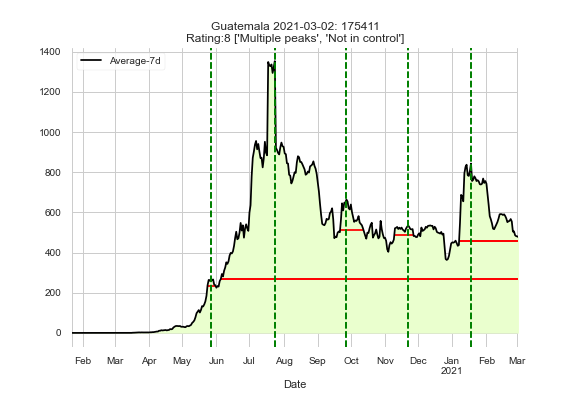 Guatemala 2021-03-02: 175411
Rating:8 ['Multiple peaks', 'Not in control']
Average-7d
1400
1200
1000
800
600
400
200
0
Feb Mar Apr May Jun Jul Aug Sep Oct Nov Dec Jan Feb Mar
2021
Date